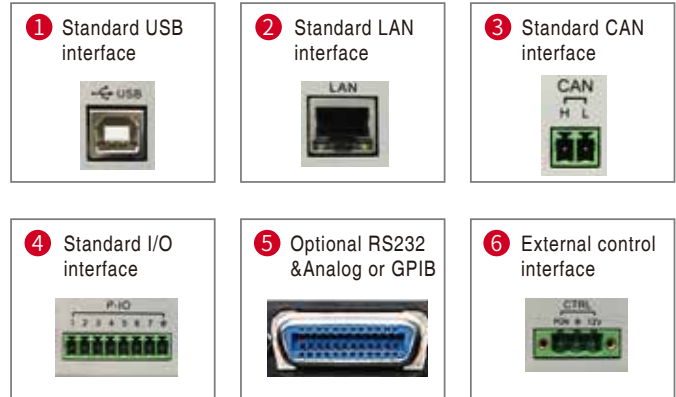 1 Standard USB
interface
USB
2 Standard LAN
interface
LAN
3 Standard CAN
interface
CAN
H L
4 Standard I/O
interface
P-IO
1 2 3 4 5 6 7 8
5 Optional RS232
&Analog or GPIB
6 External control
interface
CTRL
12V